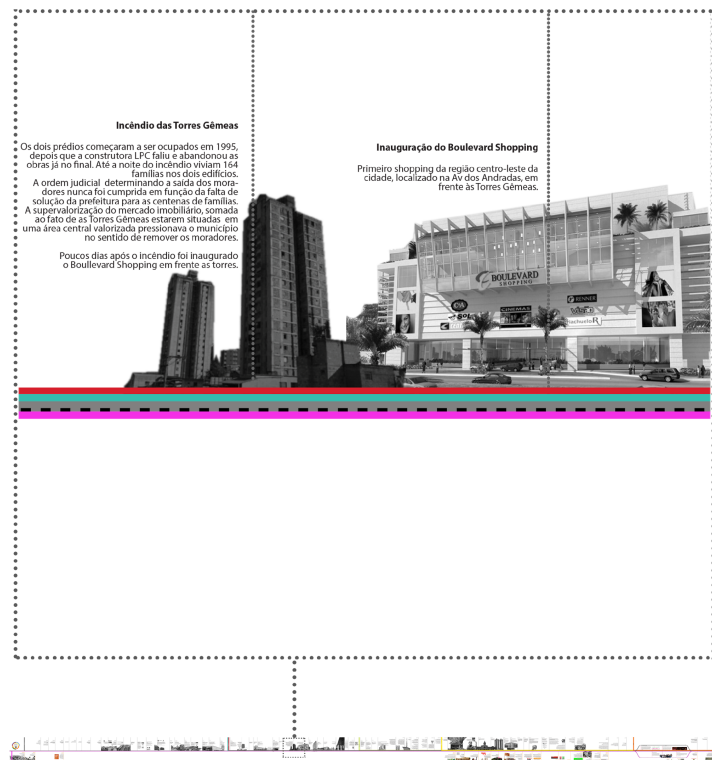 Incêndio das Torres Gêmeas
Os dois prédios começaram a ser ocupados em 1995,
depois que a construtora LPC faliu e abandonou as
obras já no final. Até a noite do incêndio viviam 164
famílias nos dois edifícios.
A ordem judicial determinando a saída dos mora-
dores nunca foi cumprida em função da falta de
solução da prefeitura para as centenas de famílias.
A supervalorização do mercado imobiliário, somada
ao fato de as Torres Gêmeas estarem situadas em
uma área central valorizada pressionava o município
no sentido de remover os moradores.
Poucos dias após o incêndio foi inaugurado
o Boullevard Shopping em frente as torres.
Inauguração do Boulevard Shopping
Primeiro shopping da região centro-leste da
cidade, localizado na Av dos Andradas, em
frente às Torres Gêmeas.
BOULEVARD
SHOPPING
RENNER
CINEMAS